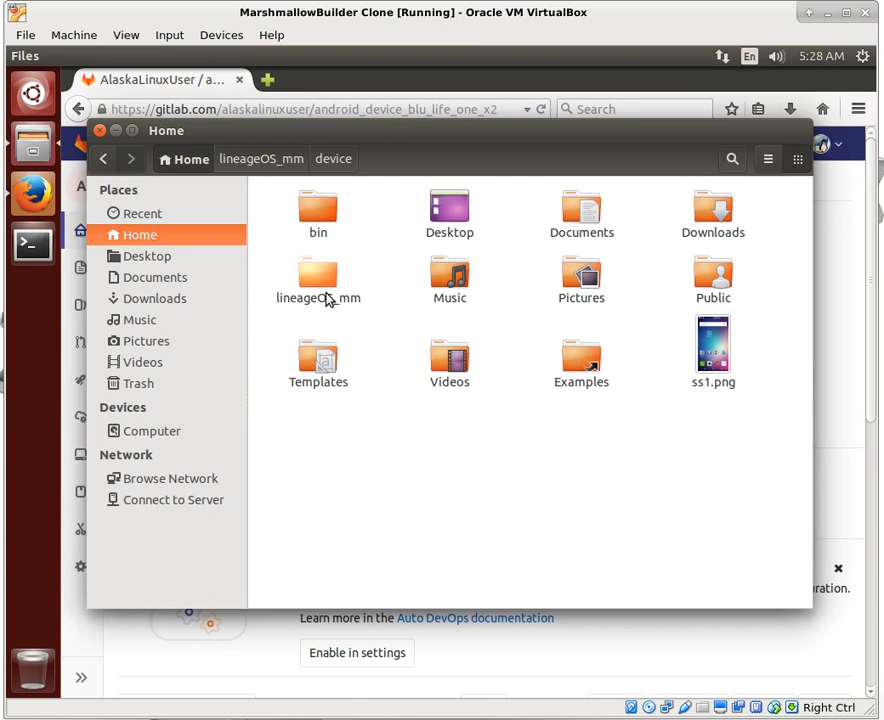 MarshmallowBuilder Clone [Running] - Oracle VM VirtualBox
File Machine View Input Devices Help
Files En 5:28 AM
AlaskaLinuxUser / a...
https://gitlab.com/alaskalinuxuser/android_device_blu_life_one_x2 Search
Home
Home lineageOS_mm device
Places
Recent
Home
Desktop
Documents
Downloads
Music
Pictures
Videos
Trash
Devices
Computer
Network
Browse Network
Connect to Server
bin Desktop Documents Downloads
lineageOS_mm Music Pictures Public
Templates Videos Examples ss1.png
A
uration.
Learn more in the Auto DevOps documentation
Enable in settings
Right Ctrl